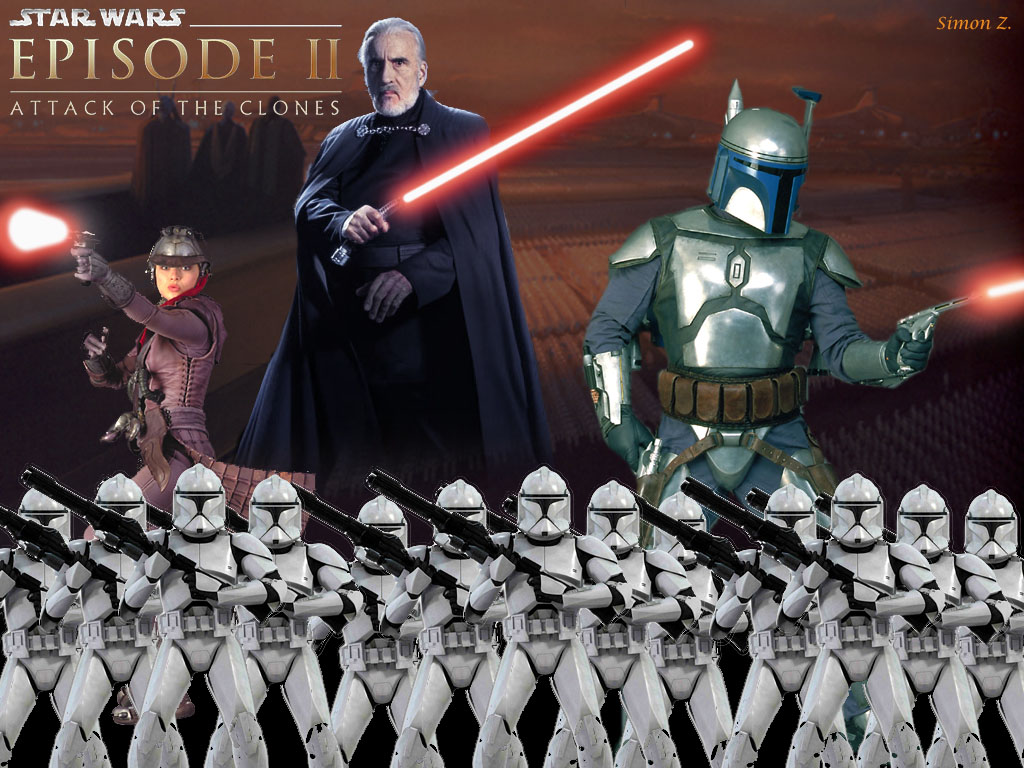 STAR WARS
EPISODE II
ATTACK OF THE CLONES
Simon Z.